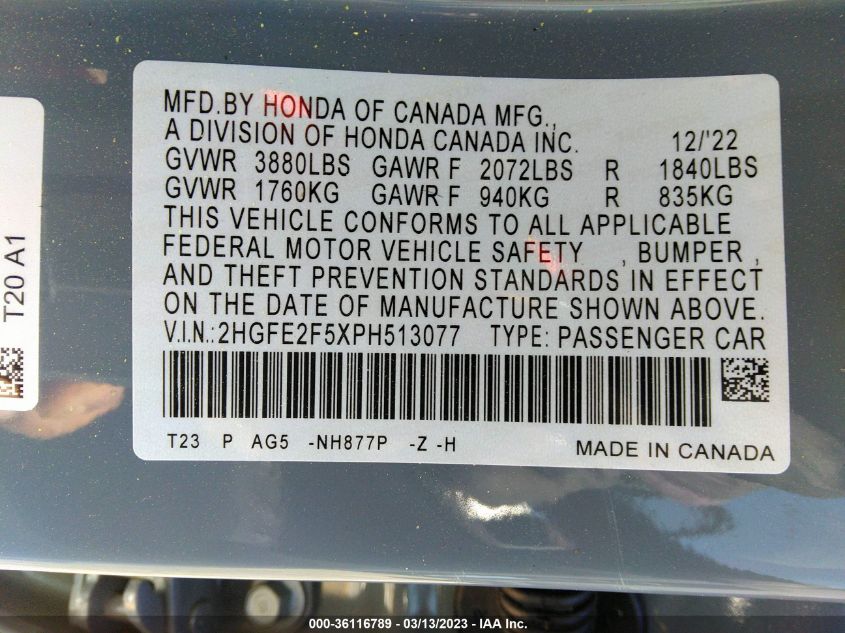 MFD.BY HONDA OF CANADA MFG.,
A DIVISION OF HONDA CANADA INC. 12/'22
GVWR 3880LBS GAWR F 2072LBS R 1840LBS
GVWR 1760KG GAWR F 940KG R 835KG
THIS VEHICLE CONFORMS TO ALL APPLICABLE
FEDERAL MOTOR VEHICLE SAFETY , BUMPER ,
AND THEFT PREVENTION STANDARDS IN EFFECT
ON THE DATE OF MANUFACTURE SHOWN ABOVE.
V.I.N.:2HGFE2F5XPH513077 TYPE: PASSENGER CAR
T23 P AG5 -NH877P -Z -H MADE IN CANADA
T20 A1
000-36116789 - 03/13/2023 - IAA Inc.